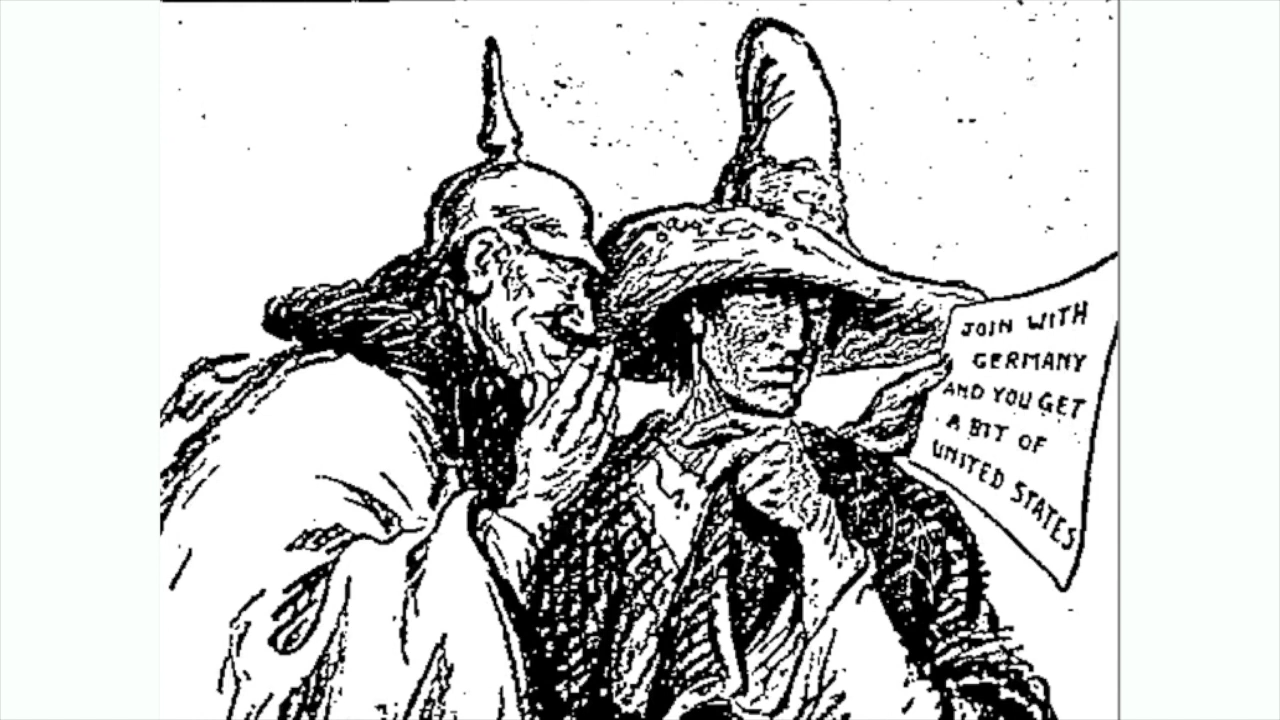 JOIN WITH
GERMANY
AND YOU GET
A BIT OF
UNITED STATES